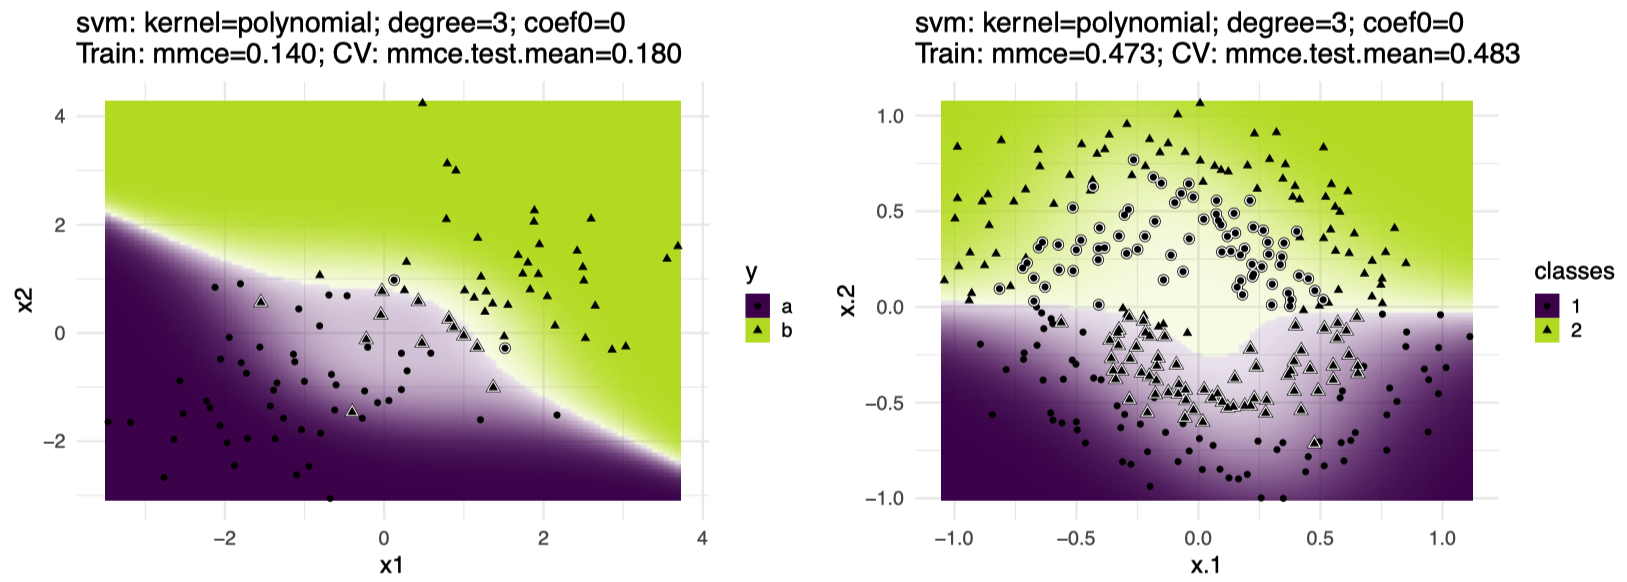 svm: kernel=polynomial; degree=3; coef0=0
Train: mmce=0.140; CV: mmce.test.mean=0.180
4
2
0
−2
x2
−2
0
2
4
x1
y
a
b
svm: kernel=polynomial; degree=3; coef0=0
Train: mmce=0.473; CV: mmce.test.mean=0.483
1.0
0.5
0.0
−0.5
−1.0
x.2
−1.0
−0.5
0.0
0.5
1.0
x.1
classes
1
2